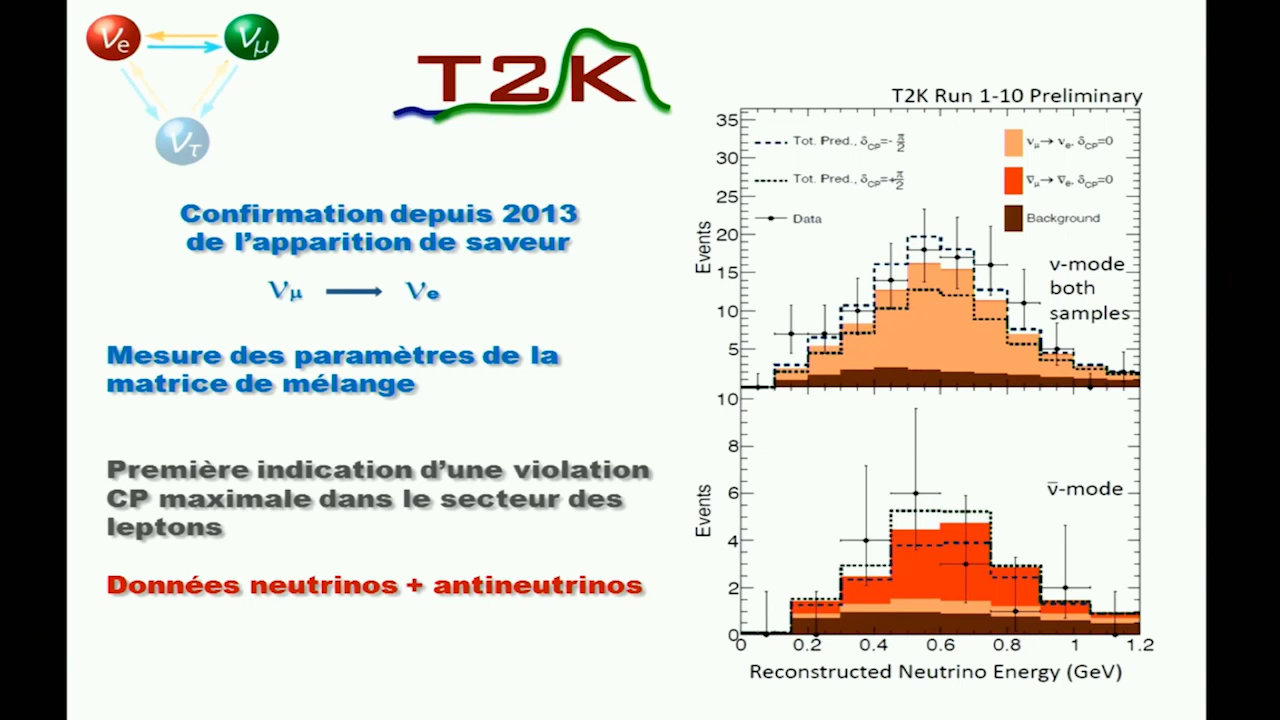 νe νμ
ντ
T2K
Confirmation depuis 2013
de l’apparition de saveur
νμ → νe
Mesure des paramètres de la
matrice de mélange
Première indication d’une violation
CP maximale dans le secteur des
leptons
Données neutrinos + antineutrinos
T2K Run 1-10 Preliminary
Events
35
30
25
20
15
10
5
Tot. Pred., δCP=-π/2
Tot. Pred., δCP=+π/2
Data
νμ→ νe, δCP=0
ν̄μ→ ν̄e, δCP=0
Background
ν-mode
both
samples
Events
10
8
6
4
2
0
ν̄-mode
0 0.2 0.4 0.6 0.8 1 1.2
Reconstructed Neutrino Energy (GeV)